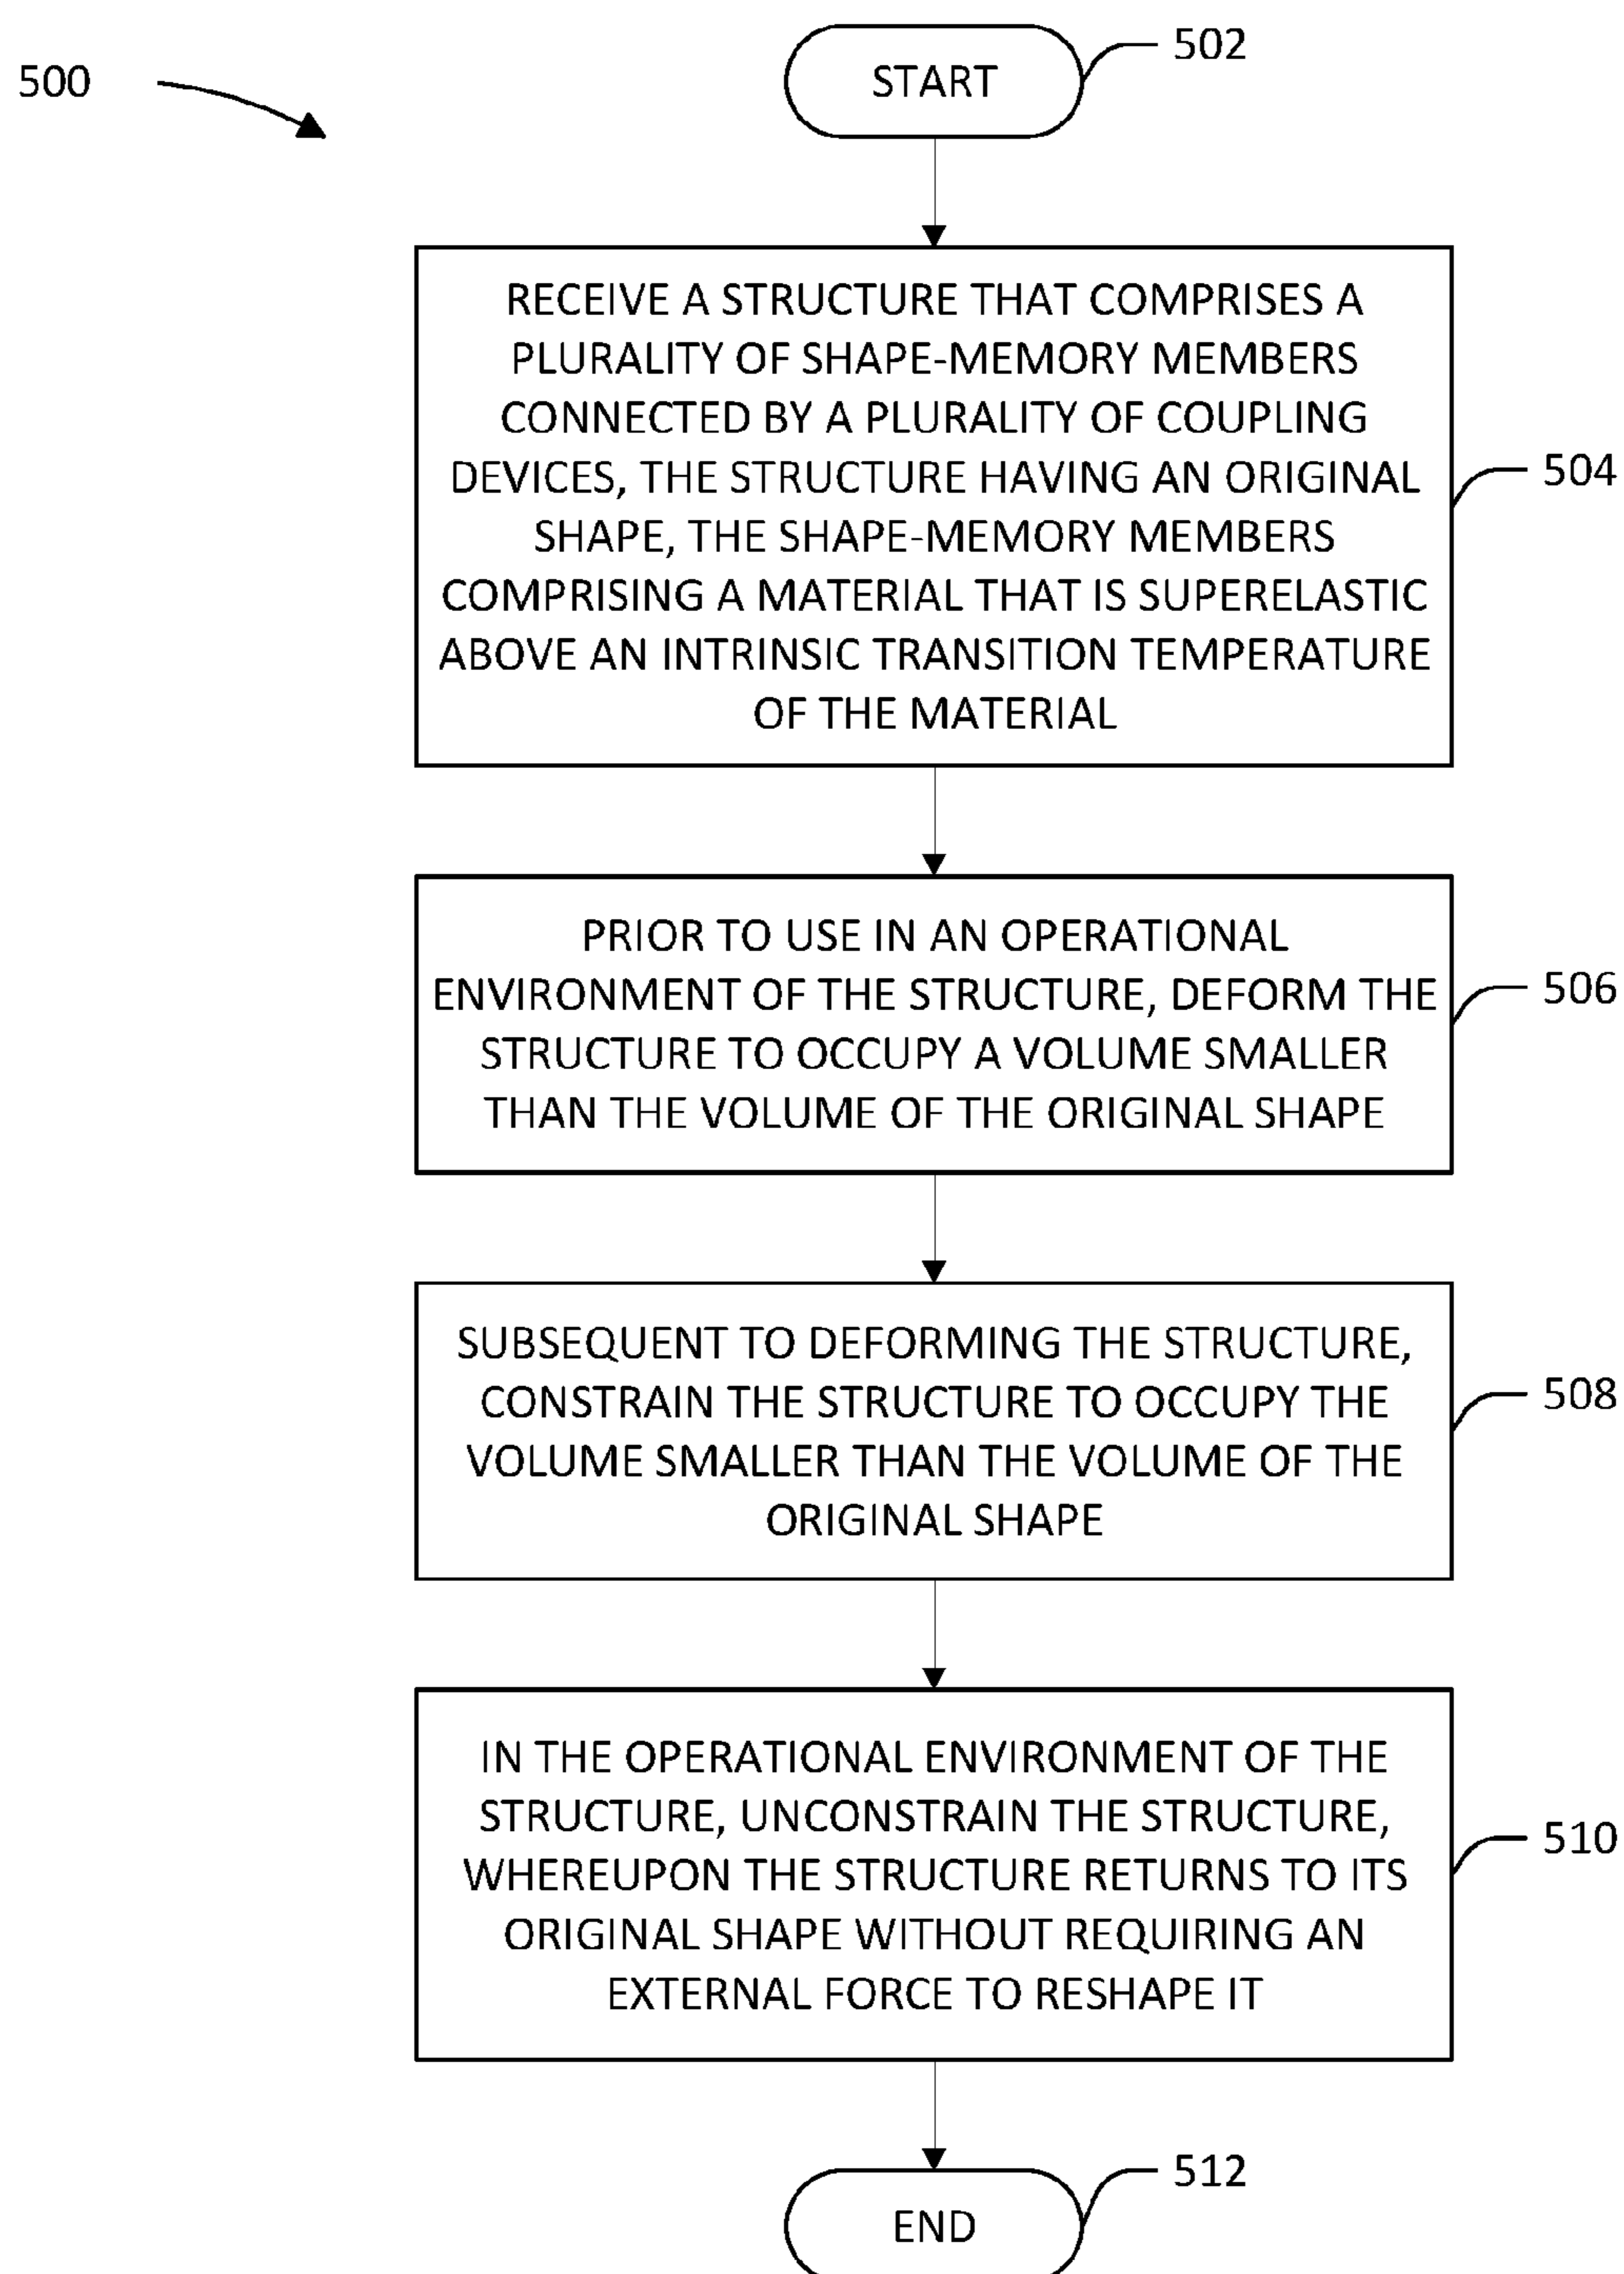 500
START
502
RECEIVE A STRUCTURE THAT COMPRISES A
PLURALITY OF SHAPE-MEMORY MEMBERS
CONNECTED BY A PLURALITY OF COUPLING
DEVICES, THE STRUCTURE HAVING AN ORIGINAL
SHAPE, THE SHAPE-MEMORY MEMBERS
COMPRISING A MATERIAL THAT IS SUPERELASTIC
ABOVE AN INTRINSIC TRANSITION TEMPERATURE
OF THE MATERIAL
504
PRIOR TO USE IN AN OPERATIONAL
ENVIRONMENT OF THE STRUCTURE, DEFORM THE
STRUCTURE TO OCCUPY A VOLUME SMALLER
THAN THE VOLUME OF THE ORIGINAL SHAPE
506
SUBSEQUENT TO DEFORMING THE STRUCTURE,
CONSTRAIN THE STRUCTURE TO OCCUPY THE
VOLUME SMALLER THAN THE VOLUME OF THE
ORIGINAL SHAPE
508
IN THE OPERATIONAL ENVIRONMENT OF THE
STRUCTURE, UNCONSTRAIN THE STRUCTURE,
WHEREUPON THE STRUCTURE RETURNS TO ITS
ORIGINAL SHAPE WITHOUT REQUIRING AN
EXTERNAL FORCE TO RESHAPE IT
510
END
512